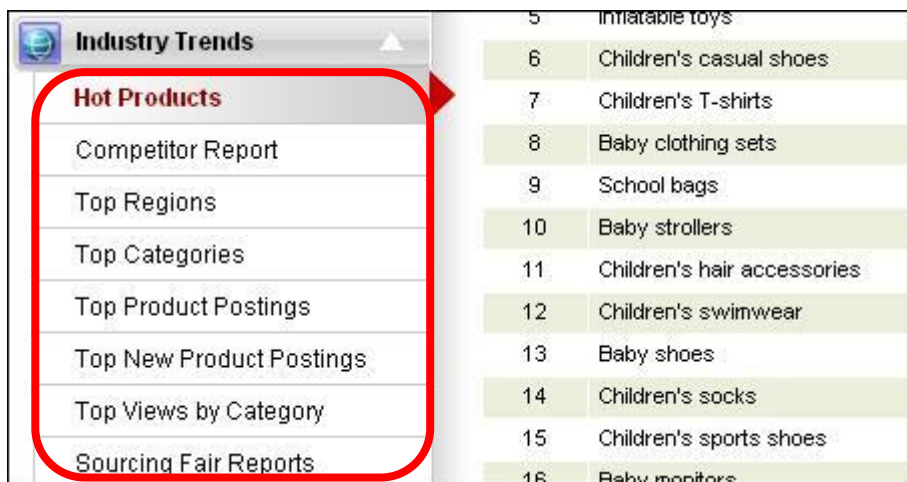 Industry Trends
Hot Products
Competitor Report
Top Regions
Top Categories
Top Product Postings
Top New Product Postings
Top Views by Category
Sourcing Fair Reports
5 Inflatable toys
6 Children's casual shoes
7 Children's T-shirts
8 Baby clothing sets
9 School bags
10 Baby strollers
11 Children's hair accessories
12 Children's swimwear
13 Baby shoes
14 Children's socks
15 Children's sports shoes
16 Baby monitors